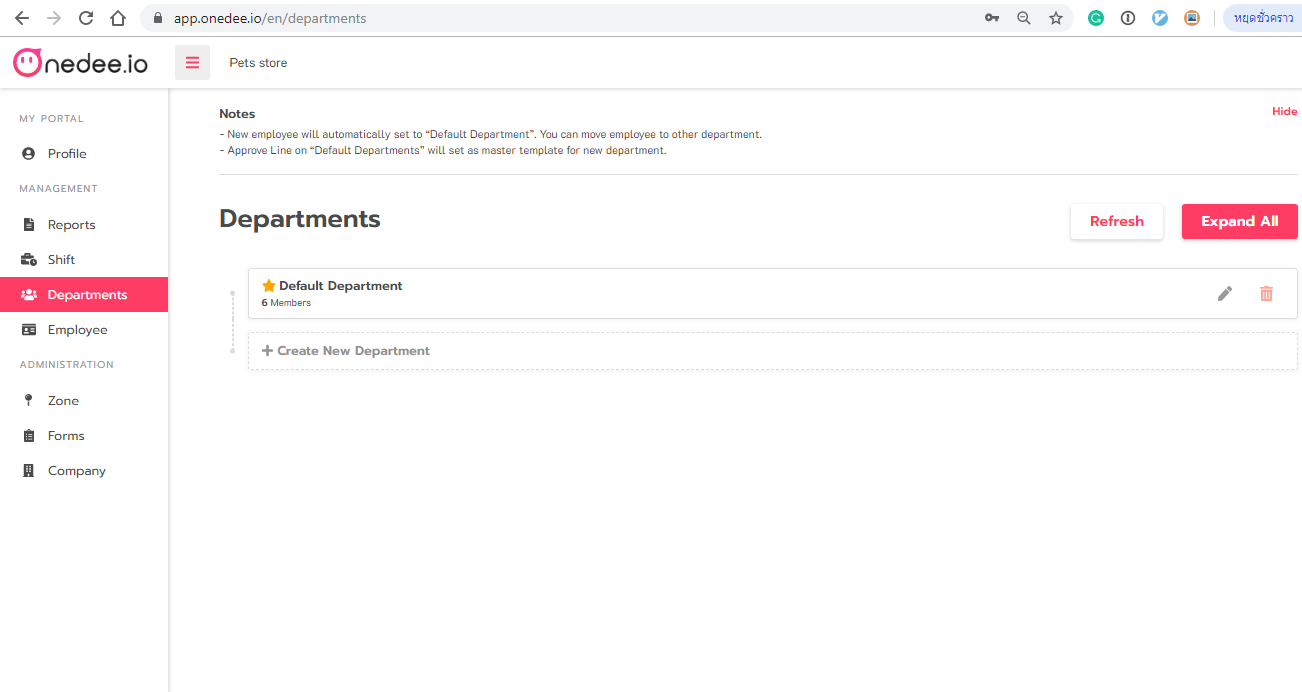 app.onedee.io/en/departments
หยุดชั่วคราว
nedee.io
Pets store
MY PORTAL
Profile
MANAGEMENT
Reports
Shift
Departments
Employee
ADMINISTRATION
Zone
Forms
Company
Notes
Hide
- New employee will automatically set to “Default Department”. You can move employee to other department.
- Approve Line on “Default Departments” will set as master template for new department.
Departments
Refresh
Expand All
Default Department
6 Members
Create New Department